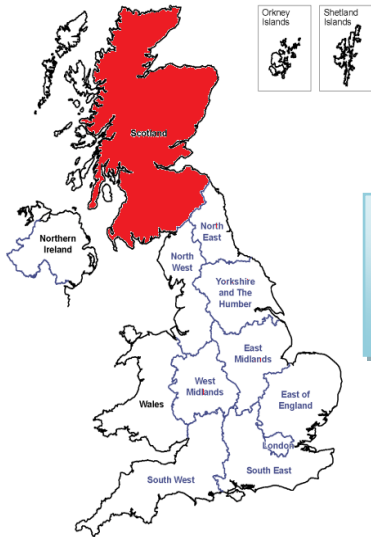 Orkney
Islands
Shetland
Islands
Scotland
Northern
Ireland
North
East
North
West
Yorkshire
and The
Humber
East
Midlands
West
Midlands
Wales
East of
England
London
South East
South West